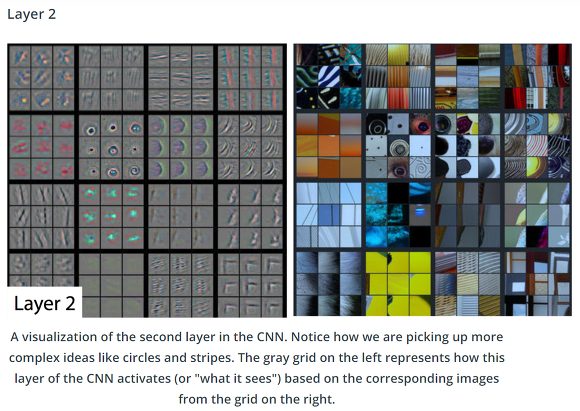 Layer 2
Layer 2
A visualization of the second layer in the CNN. Notice how we are picking up more
complex ideas like circles and stripes. The gray grid on the left represents how this
layer of the CNN activates (or "what it sees") based on the corresponding images
from the grid on the right.